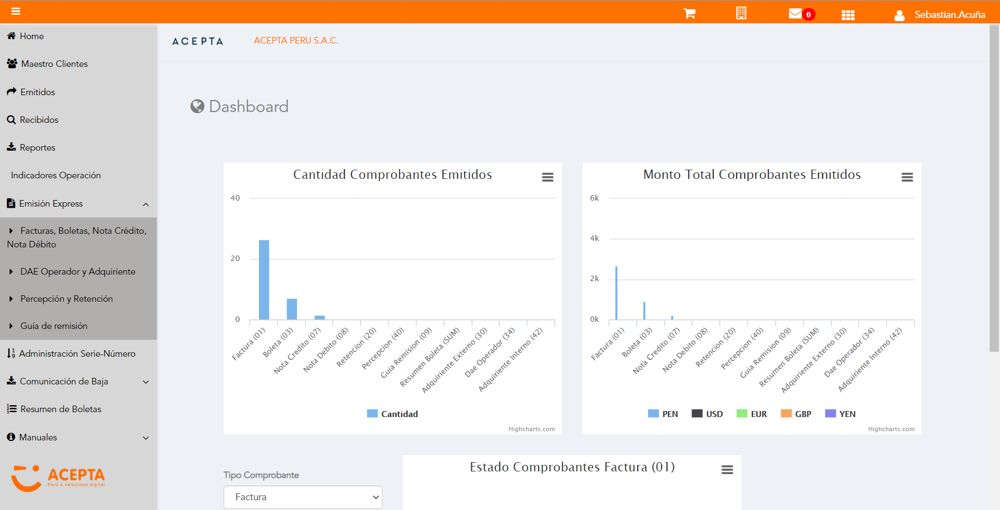 0
Sebastian.Acuña
Home
Maestro Clientes
Emitidos
Recibidos
Reportes
Indicadores Operación
Emisión Express
Facturas, Boletas, Nota Crédito,
Nota Débito
DAE Operador y Adquiriente
Percepción y Retención
Guía de remisión
Administración Serie-Número
Comunicación de Baja
Resumen de Boletas
Manuales
ACEPTA
Perú a velocidad digital
ACEPTA
ACEPTA PERU S.A.C.
Dashboard
Cantidad Comprobantes Emitidos
40
20
0
Factura (01)
Boleta (03)
Nota Credito (07)
Nota Debito (08)
Retencion (20)
Percepcion (40)
Guia Remision (09)
Resumen Boleta (SUM)
Adquiriente Externo (30)
Dae Operador (34)
Adquiriente Interno (42)
Cantidad
Highcharts.com
Monto Total Comprobantes Emitidos
6k
4k
2k
0k
Factura (01)
Boleta (03)
Nota Credito (07)
Nota Debito (08)
Retencion (20)
Percepcion (40)
Guia Remision (09)
Resumen Boleta (SUM)
Adquiriente Externo (30)
Dae Operador (34)
Adquiriente Interno (42)
PEN USD EUR GBP YEN
Highcharts.com
Tipo Comprobante
Factura
Estado Comprobantes Factura (01)